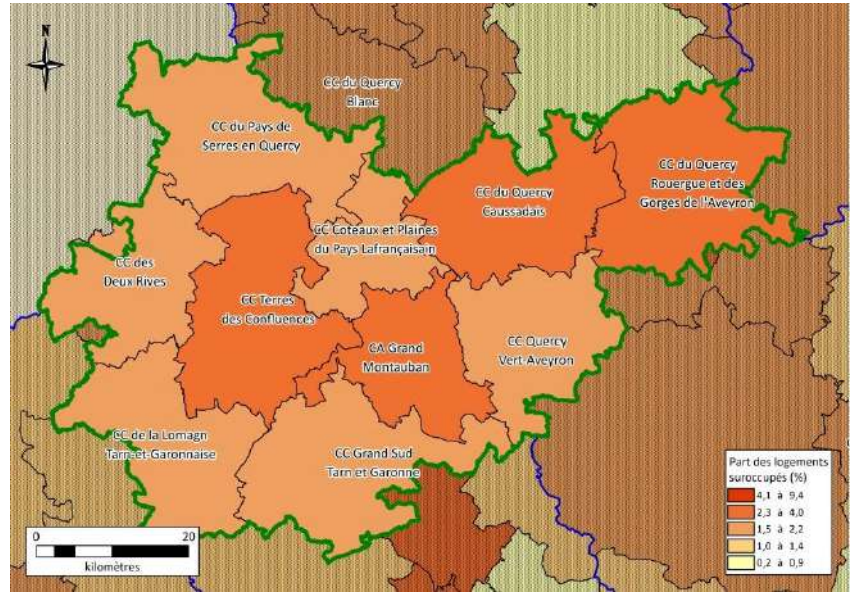 N
CC du Quercy
Blanc
CC du Pays de
Serres en Quercy
CC du Quercy
Rouergue et des
Gorges de l'Aveyron
CC du Quercy
Caussadais
CC Coteaux et Plaines
du Pays Lafrançaisain
CC des
Deux Rives
CC Terres
des Confluences
CA Grand
Montauban
CC Quercy
Vert-Aveyron
CC de la Lomagn
Tarn-et-Garonnaise
CC Grand Sud
Tarn et Garonne
0 20
kilomètres
Part des logements
suroccupés (%)
4,1 à 9,4
2,3 à 4,0
1,5 à 2,2
1,0 à 1,4
0,2 à 0,9